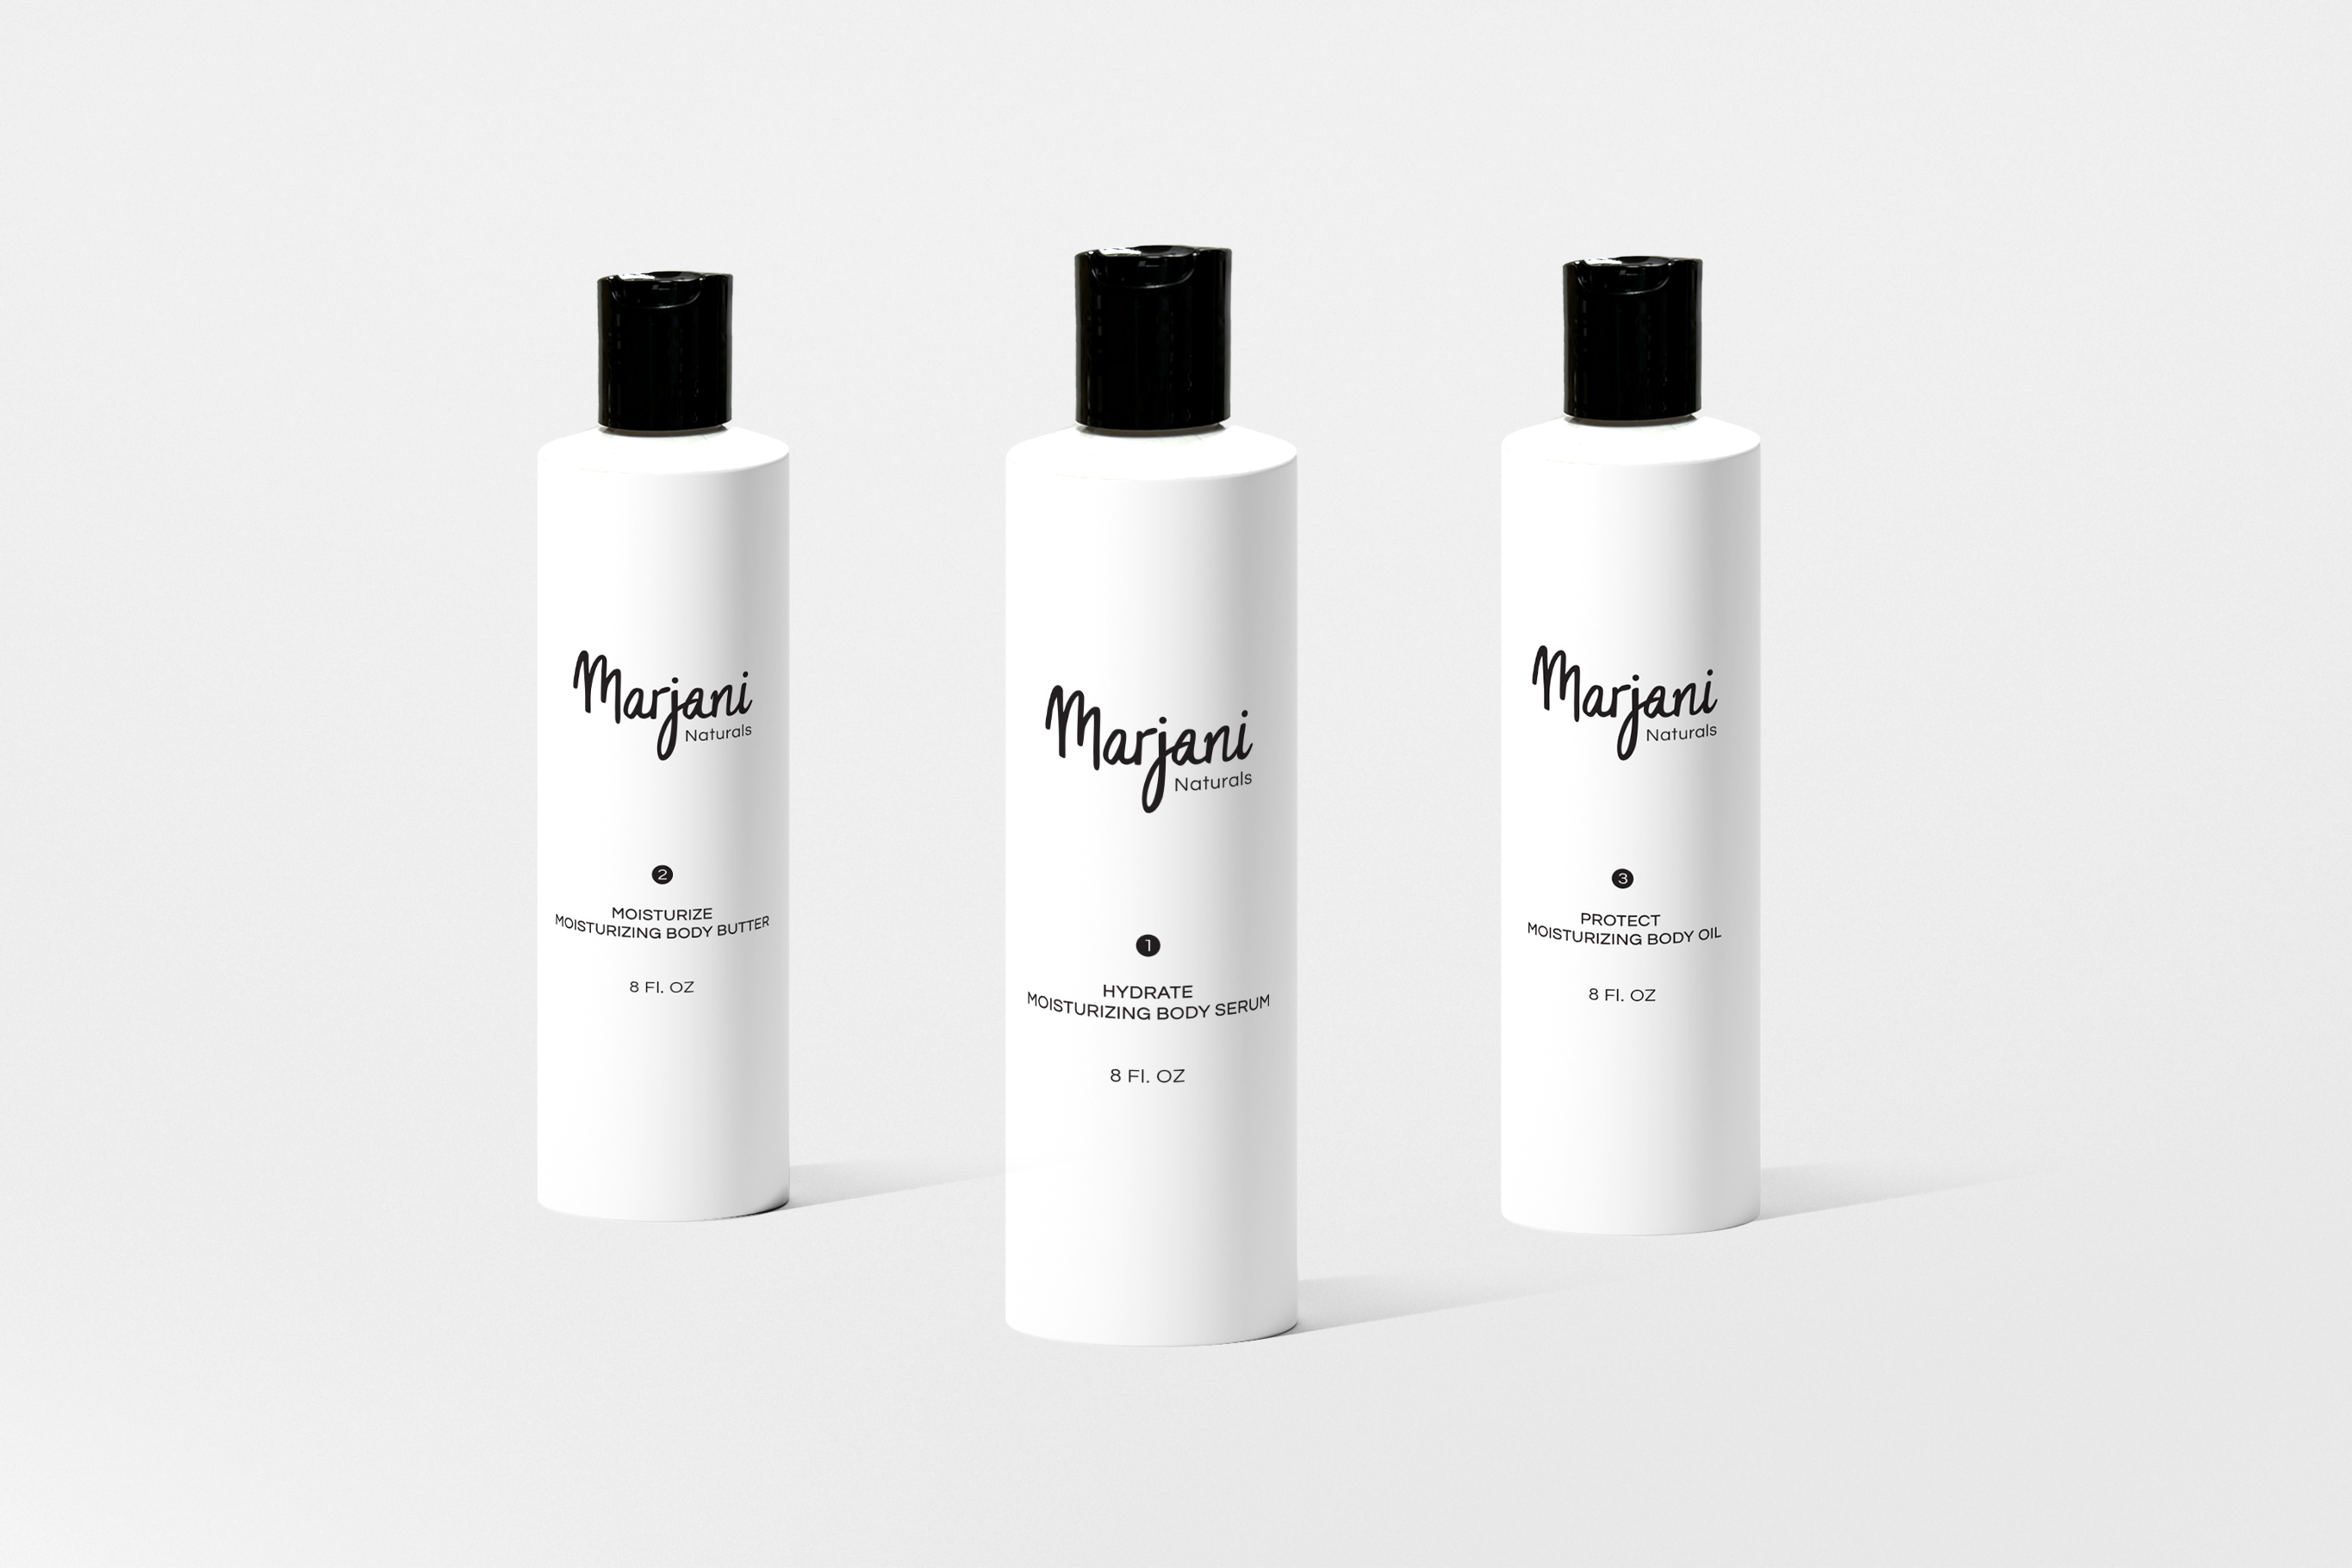 Marjani
Naturals
2
MOISTURIZE
MOISTURIZING BODY BUTTER
8 Fl. OZ
Marjani
Naturals
1
HYDRATE
MOISTURIZING BODY SERUM
8 Fl. OZ
Marjani
Naturals
3
PROTECT
MOISTURIZING BODY OIL
8 Fl. OZ